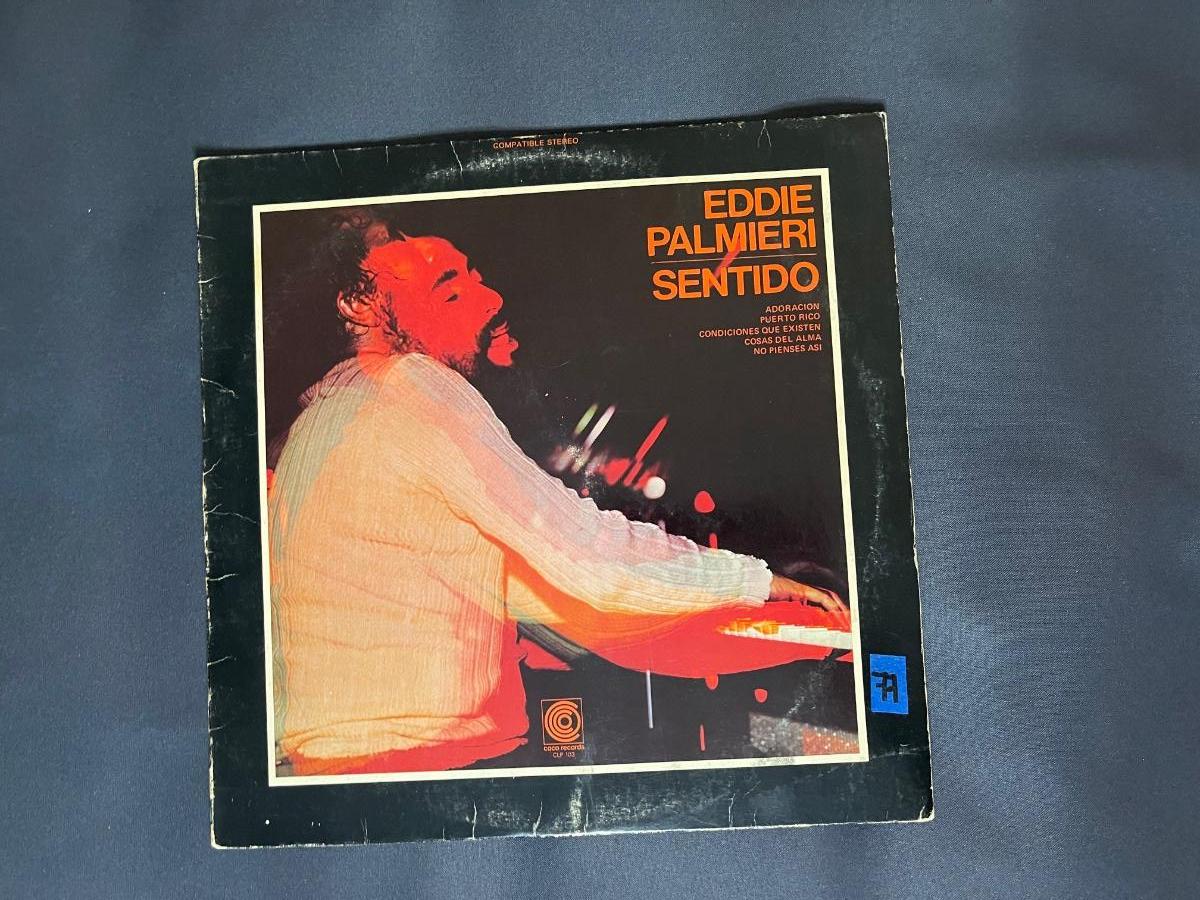 COMPATIBLE STEREO
EDDIE
PALMIERI
SENTIDO
ADORACION
PUERTO RICO
CONDICIONES QUE EXISTEN
COSAS DEL ALMA
NO PIENSES ASI
coco records
CLP 103